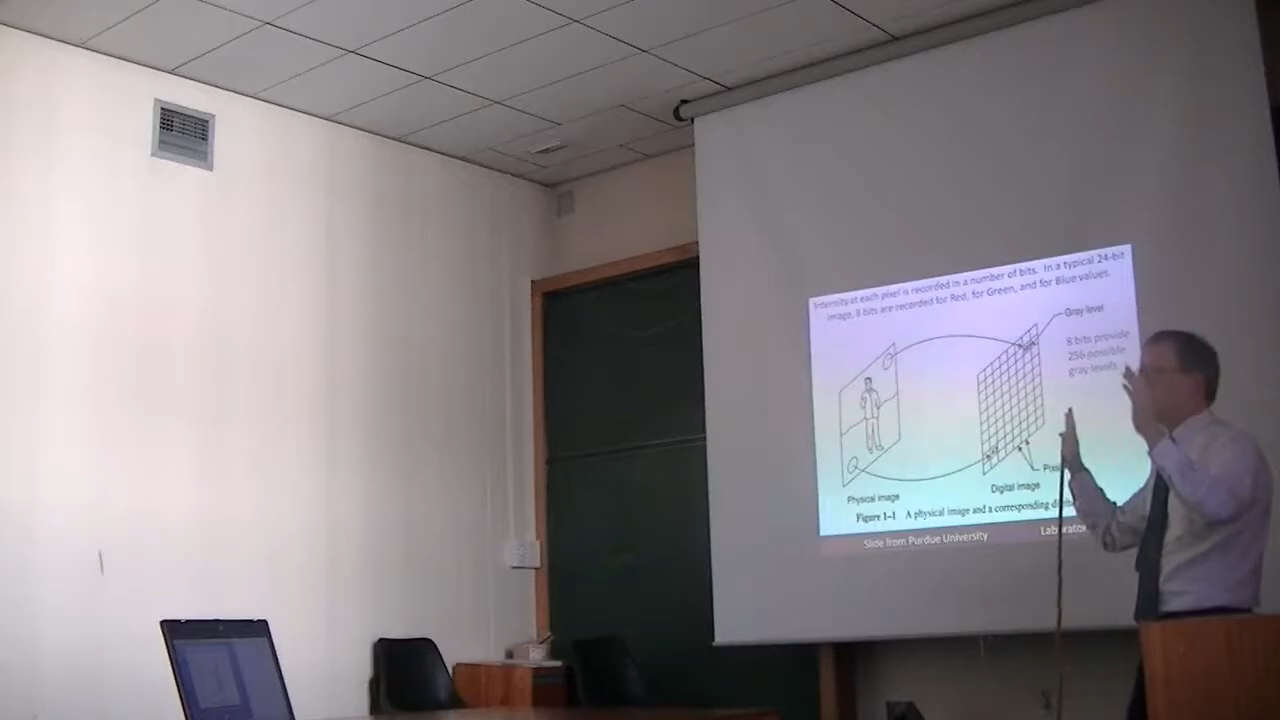 Intensity at each pixel is recorded in a number of bits. In a typical 24-bit
image, 8 bits are recorded for Red, for Green, and for Blue values.
Gray level
8 bits provide
256 possible
gray levels
Pixel
Physical image
Digital image
Figure 1–1 A physical image and a corresponding
Slide from Purdue University